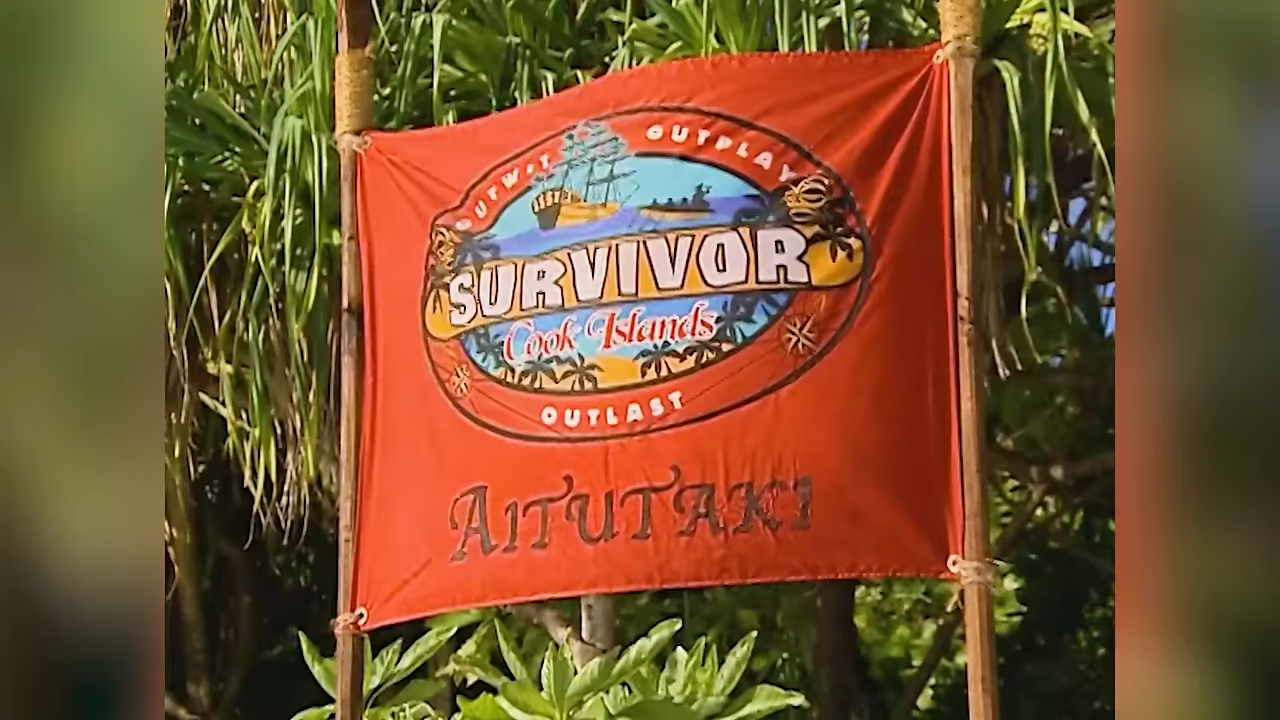 OUTWIT OUTPLAY
SURVIVOR
Cook Islands
OUTLAST
AITUTAKI